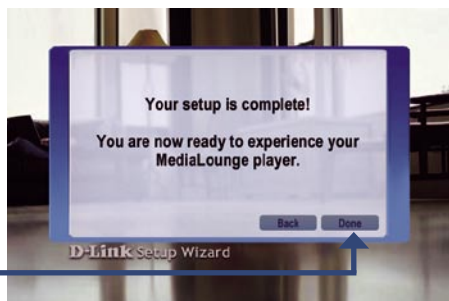 Your setup is complete!
You are now ready to experience your
MediaLounge player.
Back Done
D-Link Setup Wizard